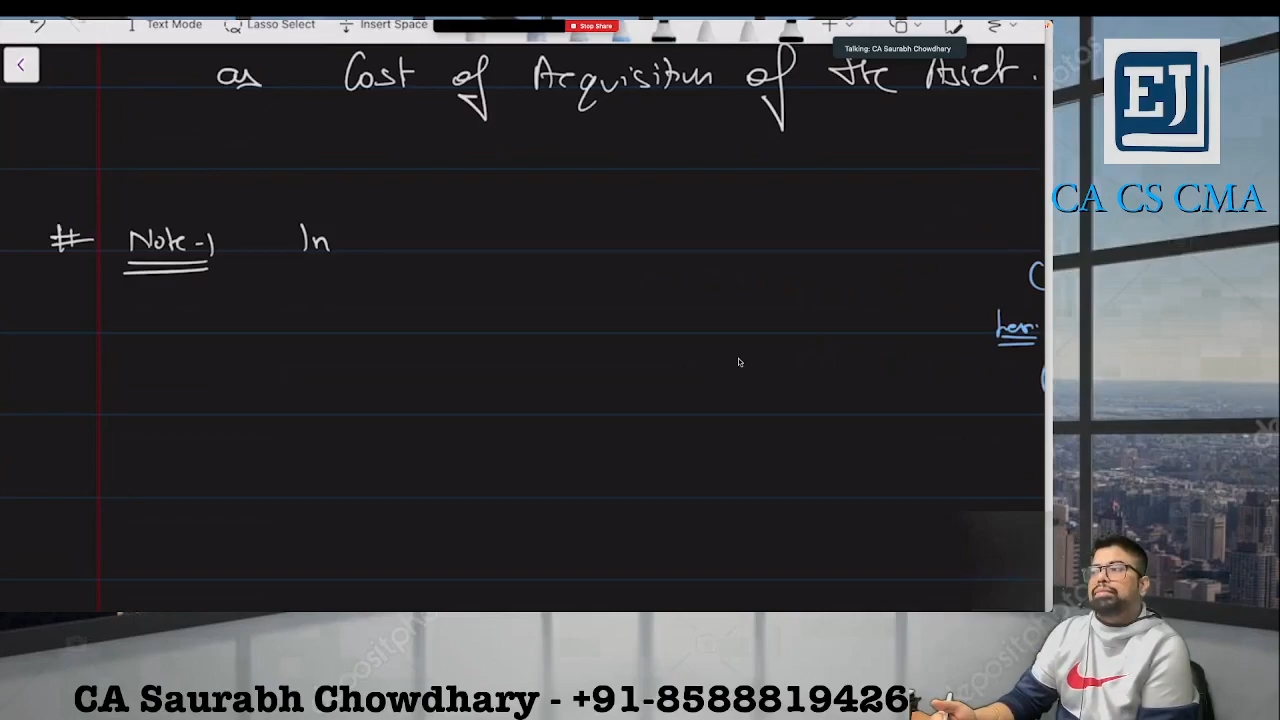 Text Mode Lasso Select Insert Space
Stop Share
Talking: CA Saurabh Chowdhary
as Cost of Acquisition of the Asset.
# Note-1 In
Less:
EJ
CA CS CMA
CA Saurabh Chowdhary - +91-8588819426